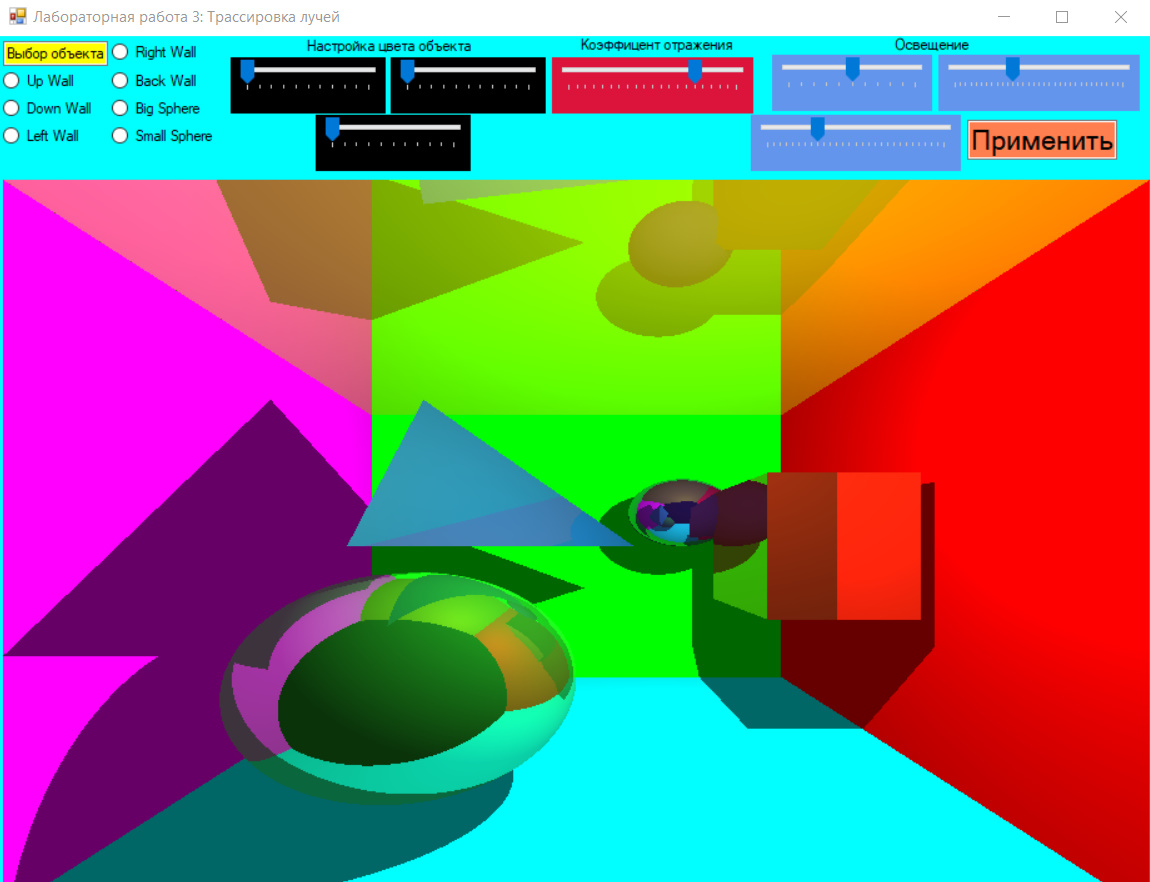 Лабораторная работа 3: Трассировка лучей
Выбор объекта
Right Wall
Up Wall
Back Wall
Down Wall
Big Sphere
Left Wall
Small Sphere
Настройка цвета объекта
Коэффицент отражения
Освещение
Применить